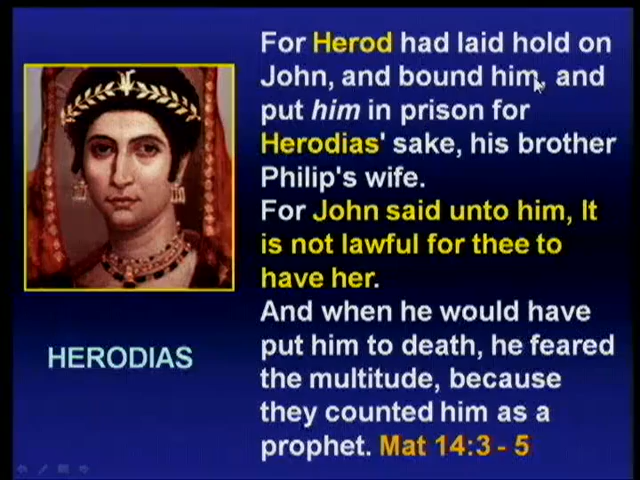 For Herod had laid hold on
John, and bound him, and
put him in prison for
Herodias' sake, his brother
Philip's wife.
For John said unto him, It
is not lawful for thee to
have her.
And when he would have
put him to death, he feared
the multitude, because
they counted him as a
prophet. Mat 14:3 - 5
HERODIAS